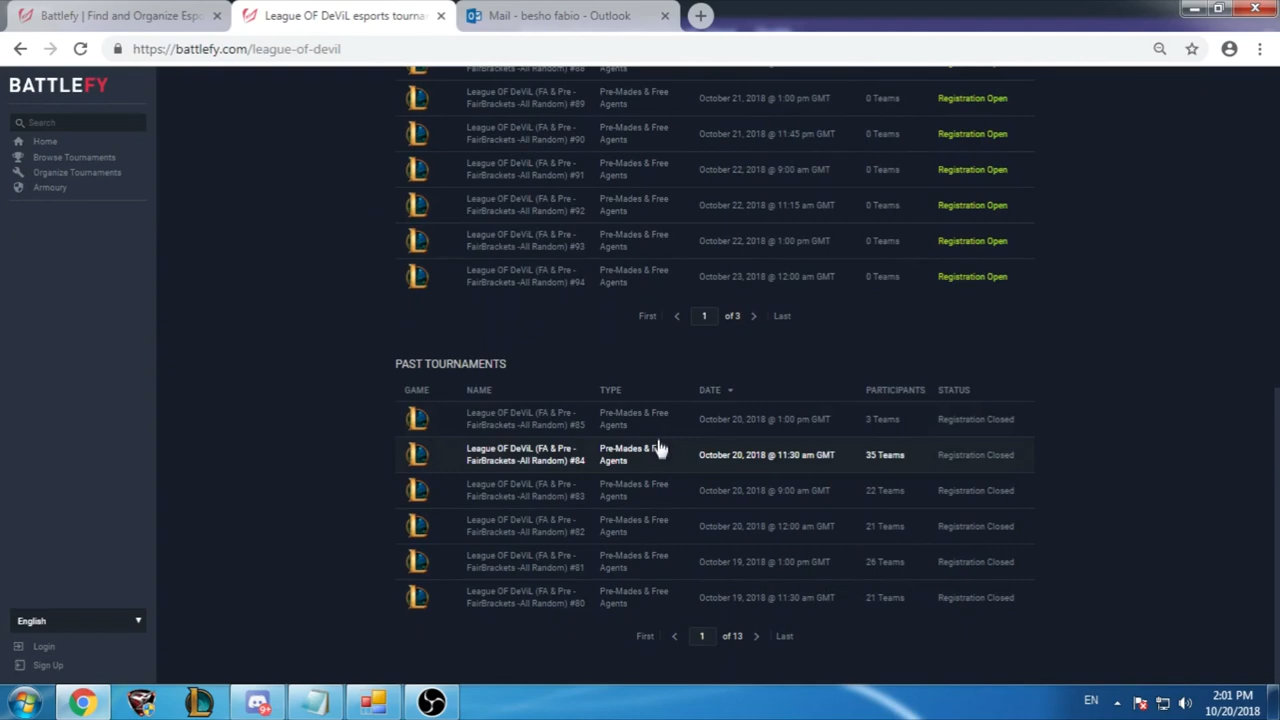 Battlefy | Find and Organize Espo
League OF DeViL esports tournam
Mail - besho fabio - Outlook
https://battlefy.com/league-of-devil
BATTLEFY
Search
Home
Browse Tournaments
Organize Tournaments
Armoury
FairBrackets -All Random) #88 Agents
League OF DeViL (FA & Pre - Pre-Mades & Free
FairBrackets -All Random) #89 Agents October 21, 2018 @ 1:00 pm GMT 0 Teams Registration Open
League OF DeViL (FA & Pre - Pre-Mades & Free
FairBrackets -All Random) #90 Agents October 21, 2018 @ 11:45 pm GMT 0 Teams Registration Open
League OF DeViL (FA & Pre - Pre-Mades & Free
FairBrackets -All Random) #91 Agents October 22, 2018 @ 9:00 am GMT 0 Teams Registration Open
League OF DeViL (FA & Pre - Pre-Mades & Free
FairBrackets -All Random) #92 Agents October 22, 2018 @ 11:15 am GMT 0 Teams Registration Open
League OF DeViL (FA & Pre - Pre-Mades & Free
FairBrackets -All Random) #93 Agents October 22, 2018 @ 1:00 pm GMT 0 Teams Registration Open
League OF DeViL (FA & Pre - Pre-Mades & Free
FairBrackets -All Random) #94 Agents October 23, 2018 @ 12:00 am GMT 0 Teams Registration Open
First 1 of 3 Last
PAST TOURNAMENTS
GAME NAME TYPE DATE PARTICIPANTS STATUS
League OF DeViL (FA & Pre - Pre-Mades & Free
FairBrackets -All Random) #85 Agents October 20, 2018 @ 1:00 pm GMT 3 Teams Registration Closed
League OF DeViL (FA & Pre - Pre-Mades & Free
FairBrackets -All Random) #84 Agents October 20, 2018 @ 11:30 am GMT 35 Teams Registration Closed
League OF DeViL (FA & Pre - Pre-Mades & Free
FairBrackets -All Random) #83 Agents October 20, 2018 @ 9:00 am GMT 22 Teams Registration Closed
League OF DeViL (FA & Pre - Pre-Mades & Free
FairBrackets -All Random) #82 Agents October 20, 2018 @ 12:00 am GMT 21 Teams Registration Closed
League OF DeViL (FA & Pre - Pre-Mades & Free
FairBrackets -All Random) #81 Agents October 19, 2018 @ 1:00 pm GMT 26 Teams Registration Closed
League OF DeViL (FA & Pre - Pre-Mades & Free
FairBrackets -All Random) #80 Agents October 19, 2018 @ 11:30 am GMT 21 Teams Registration Closed
First 1 of 13 Last
English
Login
Sign Up
EN
2:01 PM
10/20/2018